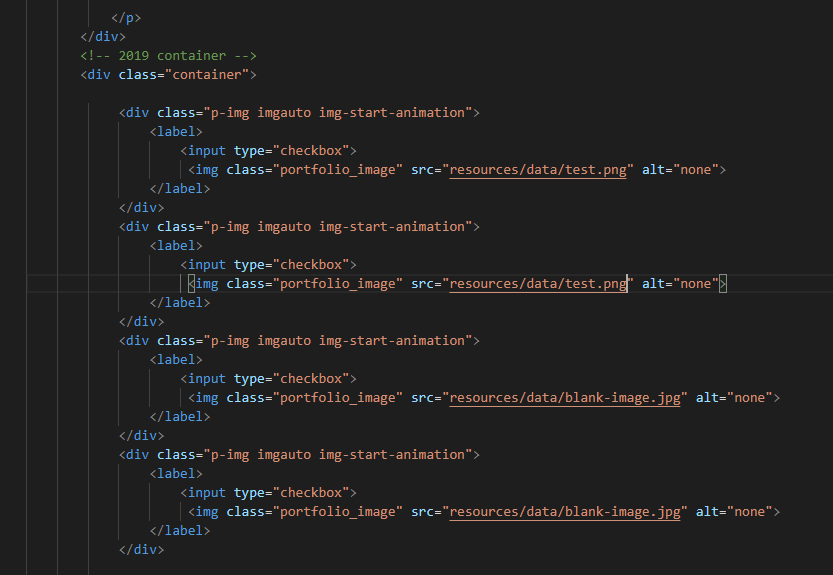 </p>
</div>
<!-- 2019 container -->
<div class="container">
<div class="p-img imgauto img-start-animation">
<label>
<input type="checkbox">
<img class="portfolio_image" src="resources/data/test.png" alt="none">
</label>
</div>
<div class="p-img imgauto img-start-animation">
<label>
<input type="checkbox">
<img class="portfolio_image" src="resources/data/test.png" alt="none">
</label>
</div>
<div class="p-img imgauto img-start-animation">
<label>
<input type="checkbox">
<img class="portfolio_image" src="resources/data/blank-image.jpg" alt="none">
</label>
</div>
<div class="p-img imgauto img-start-animation">
<label>
<input type="checkbox">
<img class="portfolio_image" src="resources/data/blank-image.jpg" alt="none">
</label>
</div>